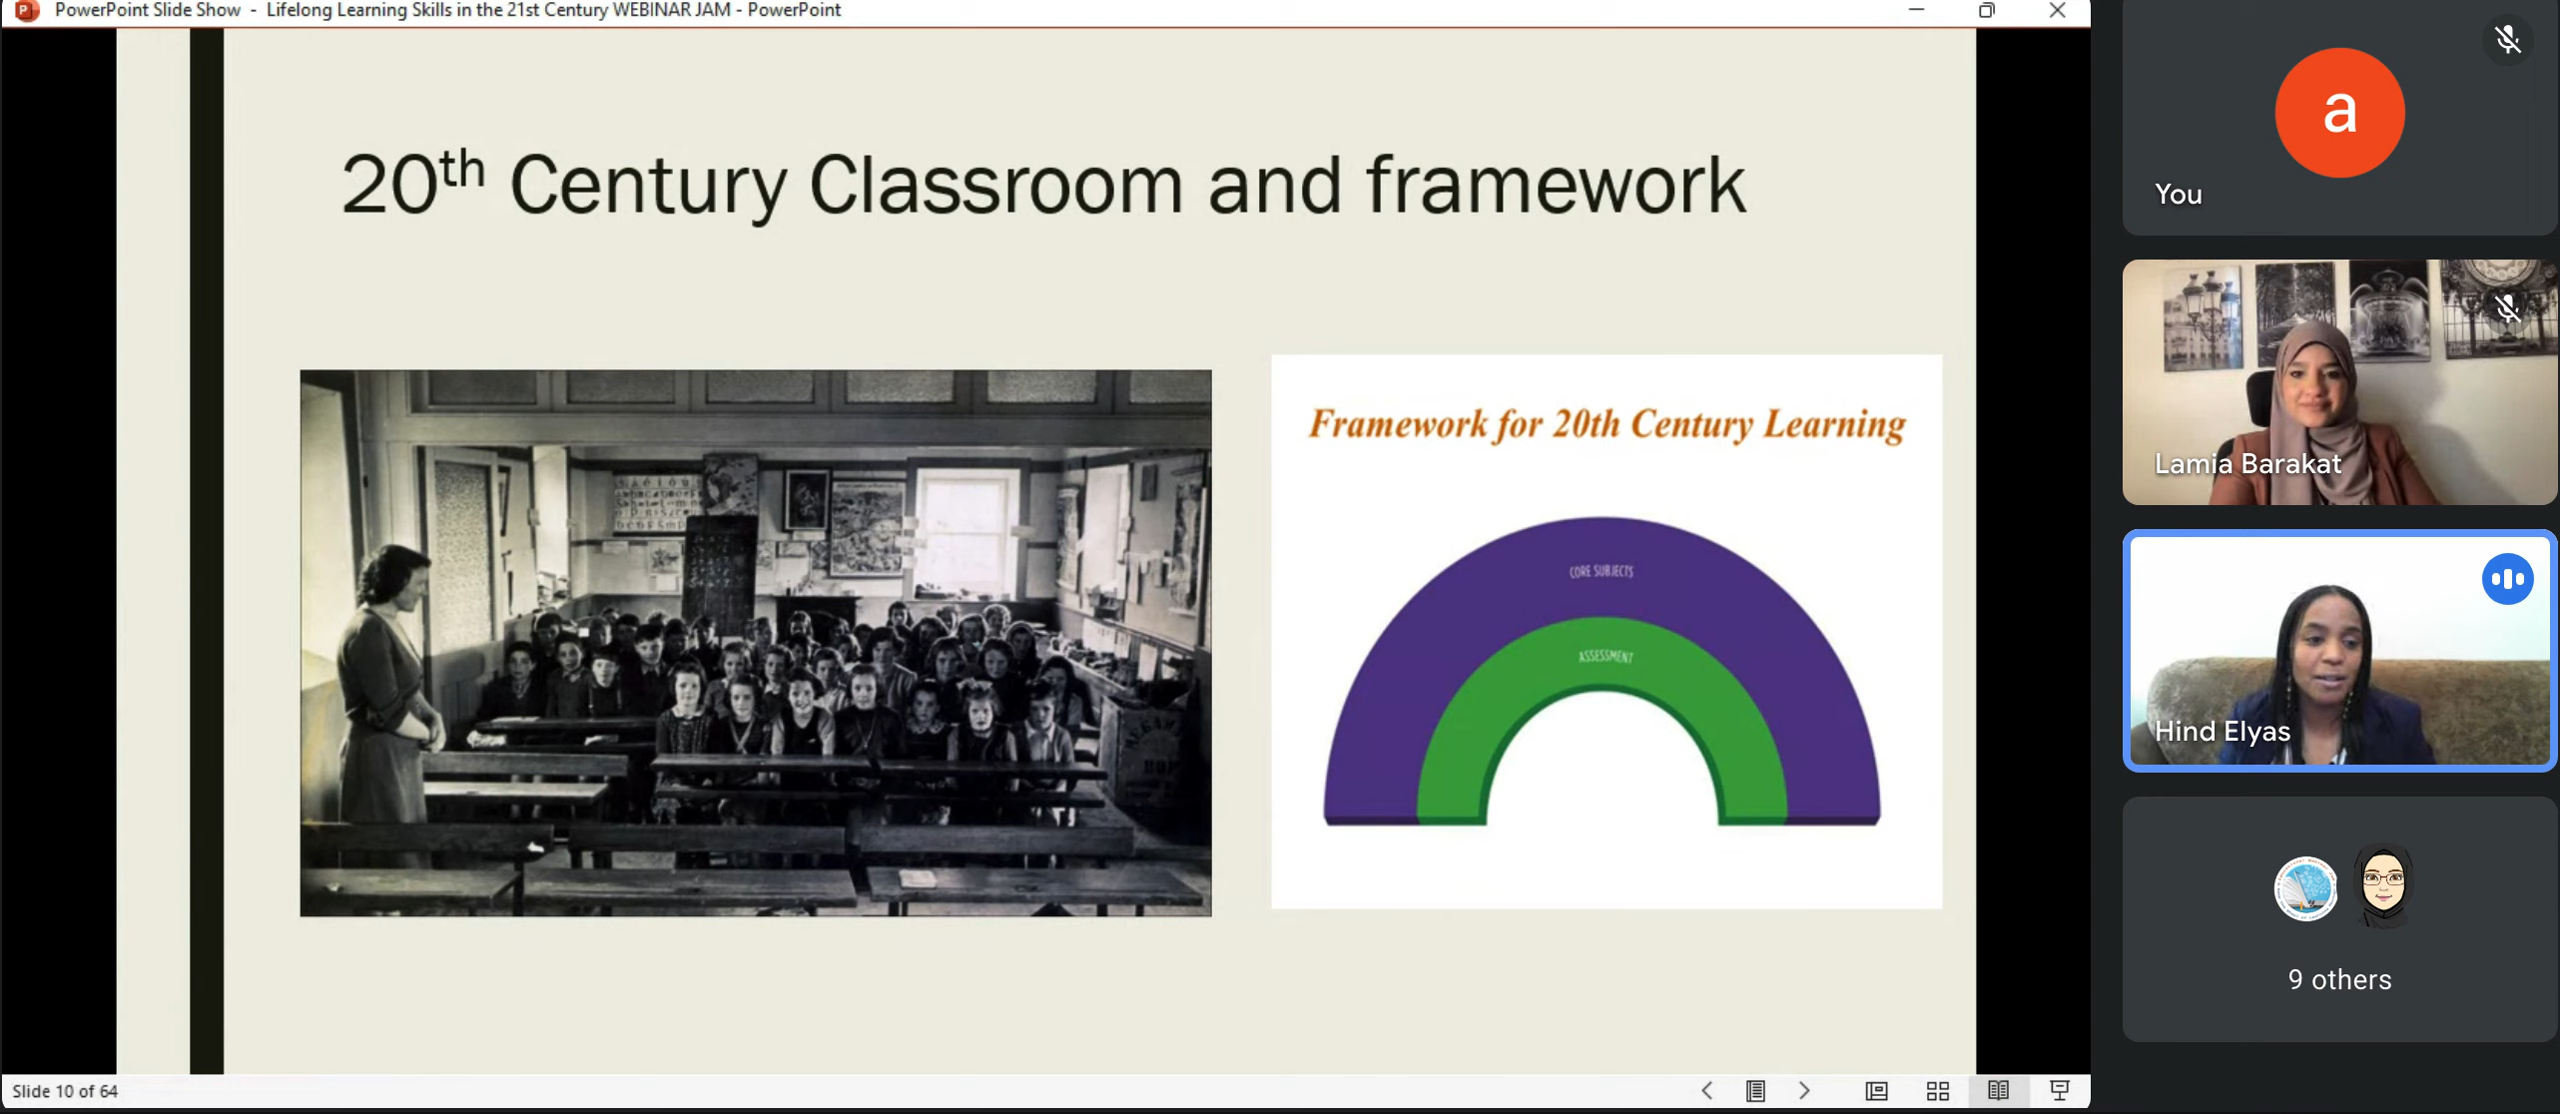 PowerPoint Slide Show - Lifelong Learning Skills in the 21st Century WEBINAR JAM - PowerPoint
20th Century Classroom and framework
Framework for 20th Century Learning
CORE SUBJECTS
ASSESSMENT
Slide 10 of 64
a
You
Lamia Barakat
Hind Elyas
9 others